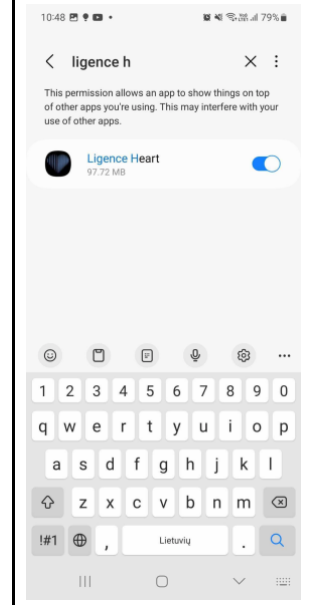 10:48 79%
ligence h
This permission allows an app to show things on top
of other apps you're using. This may interfere with your
use of other apps.
Ligence Heart
97.72 MB
1 2 3 4 5 6 7 8 9 0
q w e r t y u i o p
a s d f g h j k l
z x c v b n m
!#1 , Lietuvių .